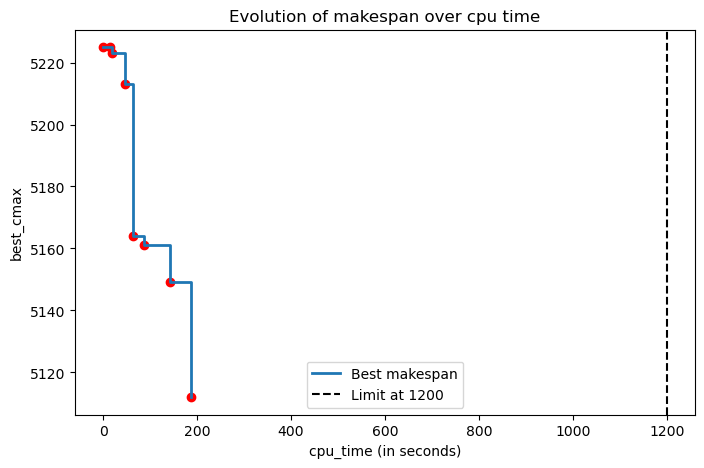 Evolution of makespan over cpu time
best_cmax
5220
5200
5180
5160
5140
5120
Best makespan
Limit at 1200
0 200 400 600 800 1000 1200
cpu_time (in seconds)